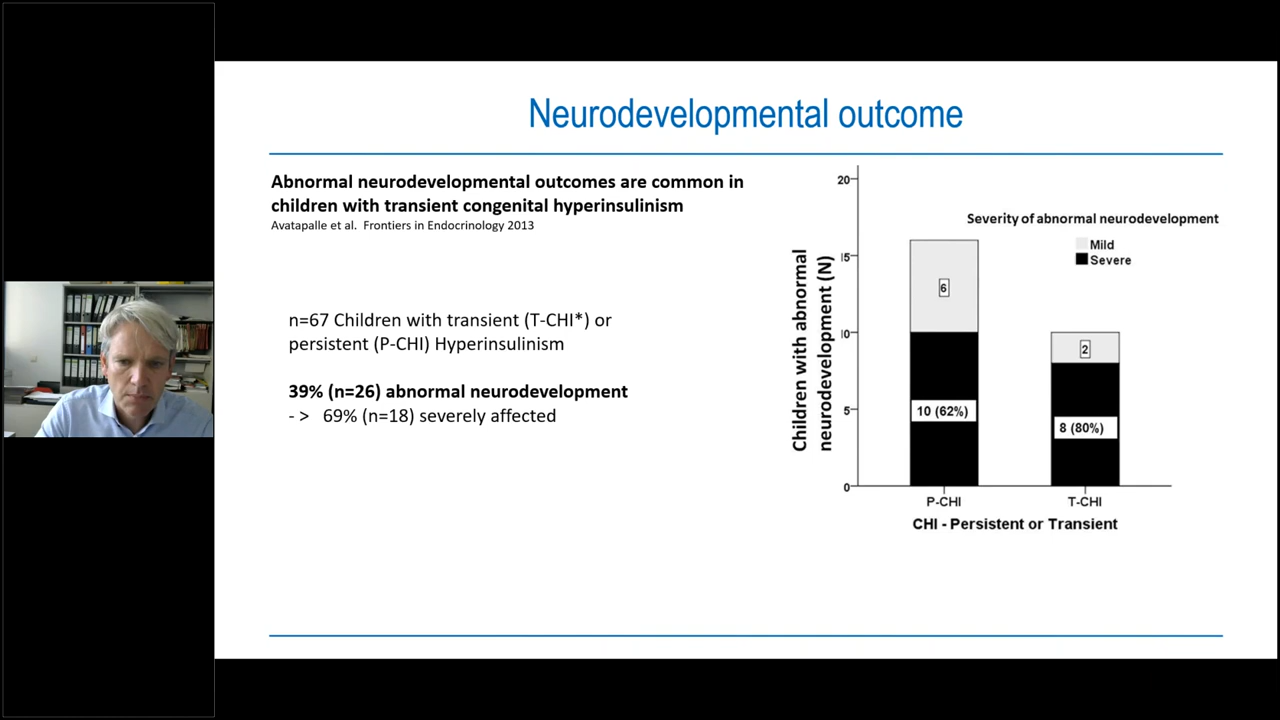 Neurodevelopmental outcome
Abnormal neurodevelopmental outcomes are common in
children with transient congenital hyperinsulinism
Avatapalle et al. Frontiers in Endocrinology 2013
n=67 Children with transient (T-CHI*) or
persistent (P-CHI) Hyperinsulinism
39% (n=26) abnormal neurodevelopment
- > 69% (n=18) severely affected
Children with abnormal
neurodevelopment (N)
20
15
10
5
0
Severity of abnormal neurodevelopment
Mild
Severe
6
10 (62%)
2
8 (80%)
P-CHI
T-CHI
CHI - Persistent or Transient